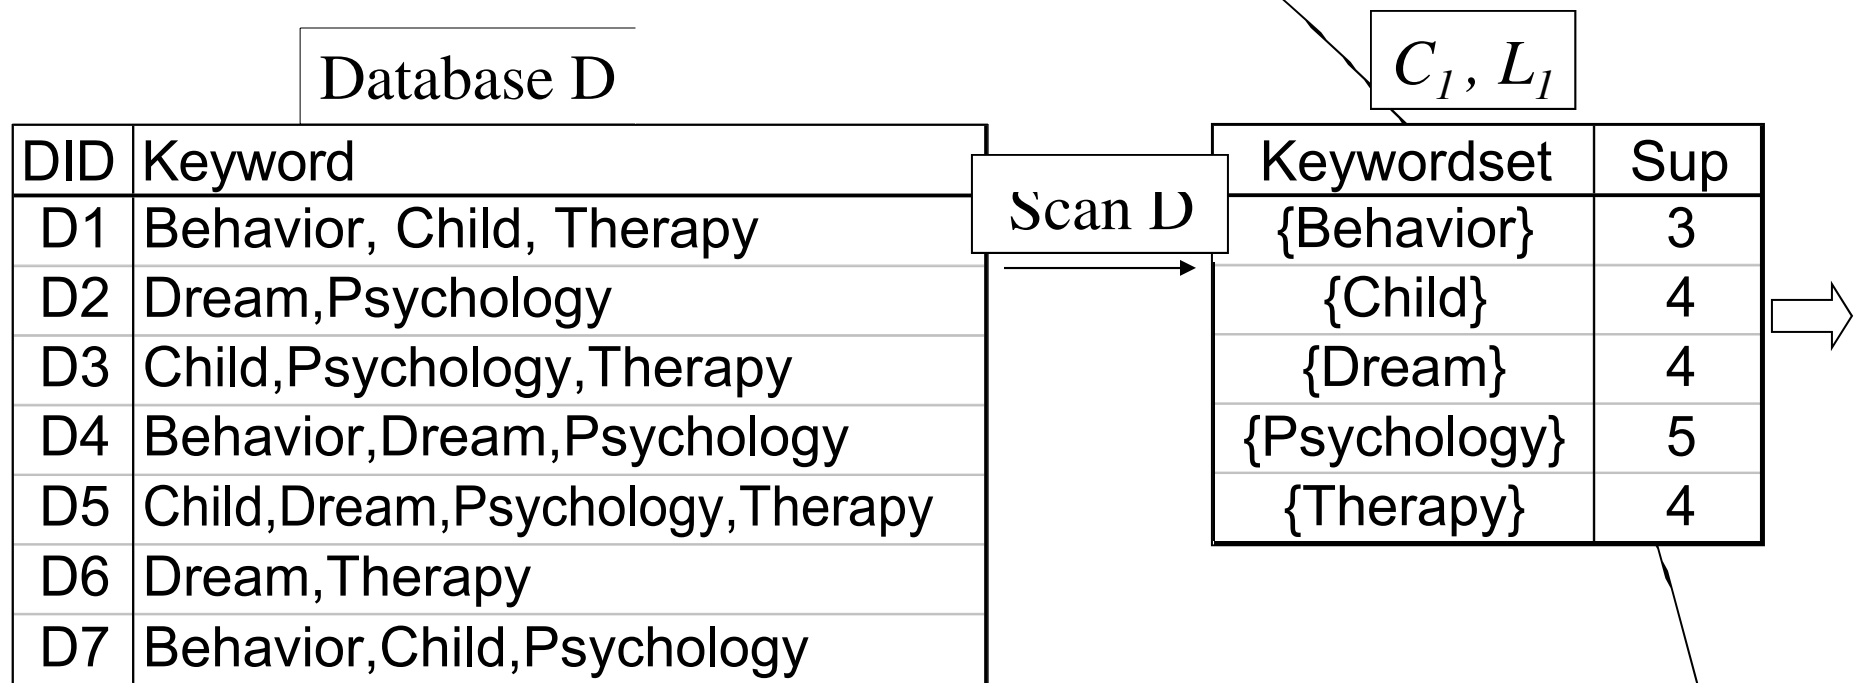 Database D
C1, L1
DID Keyword
D1 Behavior, Child, Therapy
D2 Dream,Psychology
D3 Child,Psychology,Therapy
D4 Behavior,Dream,Psychology
D5 Child,Dream,Psychology,Therapy
D6 Dream,Therapy
D7 Behavior,Child,Psychology
Scan D
Keywordset Sup
{Behavior} 3
{Child} 4
{Dream} 4
{Psychology} 5
{Therapy} 4